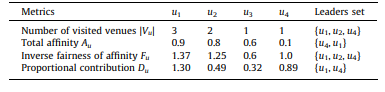 Metrics u1 u2 u3 u4 Leaders set
Number of visited venues |Vu| 3 2 1 1 {u1, u2, u4}
Total affinity Au 0.9 0.8 0.6 0.1 {u4, u1}
Inverse fairness of affinity Fu 1.37 1.25 0.6 1.0 {u1, u2, u4}
Proportional contribution Du 1.30 0.49 0.32 0.89 {u1, u4}